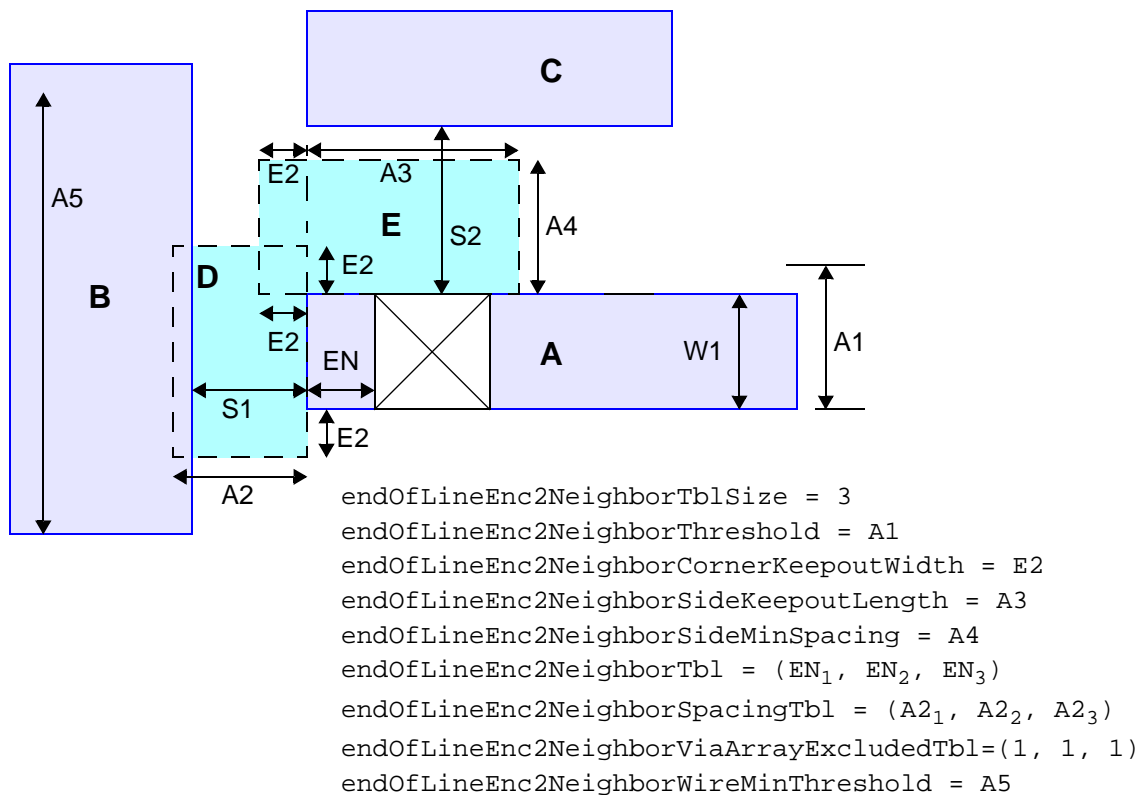 C
E2
A3
A5
E
S2
A4
D
E2
B
E2
EN
A
W1
A1
S1
E2
A2
endOfLineEnc2NeighborTblSize = 3
endOfLineEnc2NeighborThreshold = A1
endOfLineEnc2NeighborCornerKeepoutWidth = E2
endOfLineEnc2NeighborSideKeepoutLength = A3
endOfLineEnc2NeighborSideMinSpacing = A4
endOfLineEnc2NeighborTbl = (EN1, EN2, EN3)
endOfLineEnc2NeighborSpacingTbl = (A21, A22, A23)
endOfLineEnc2NeighborViaArrayExcludedTbl=(1, 1, 1)
endOfLineEnc2NeighborWireMinThreshold = A5